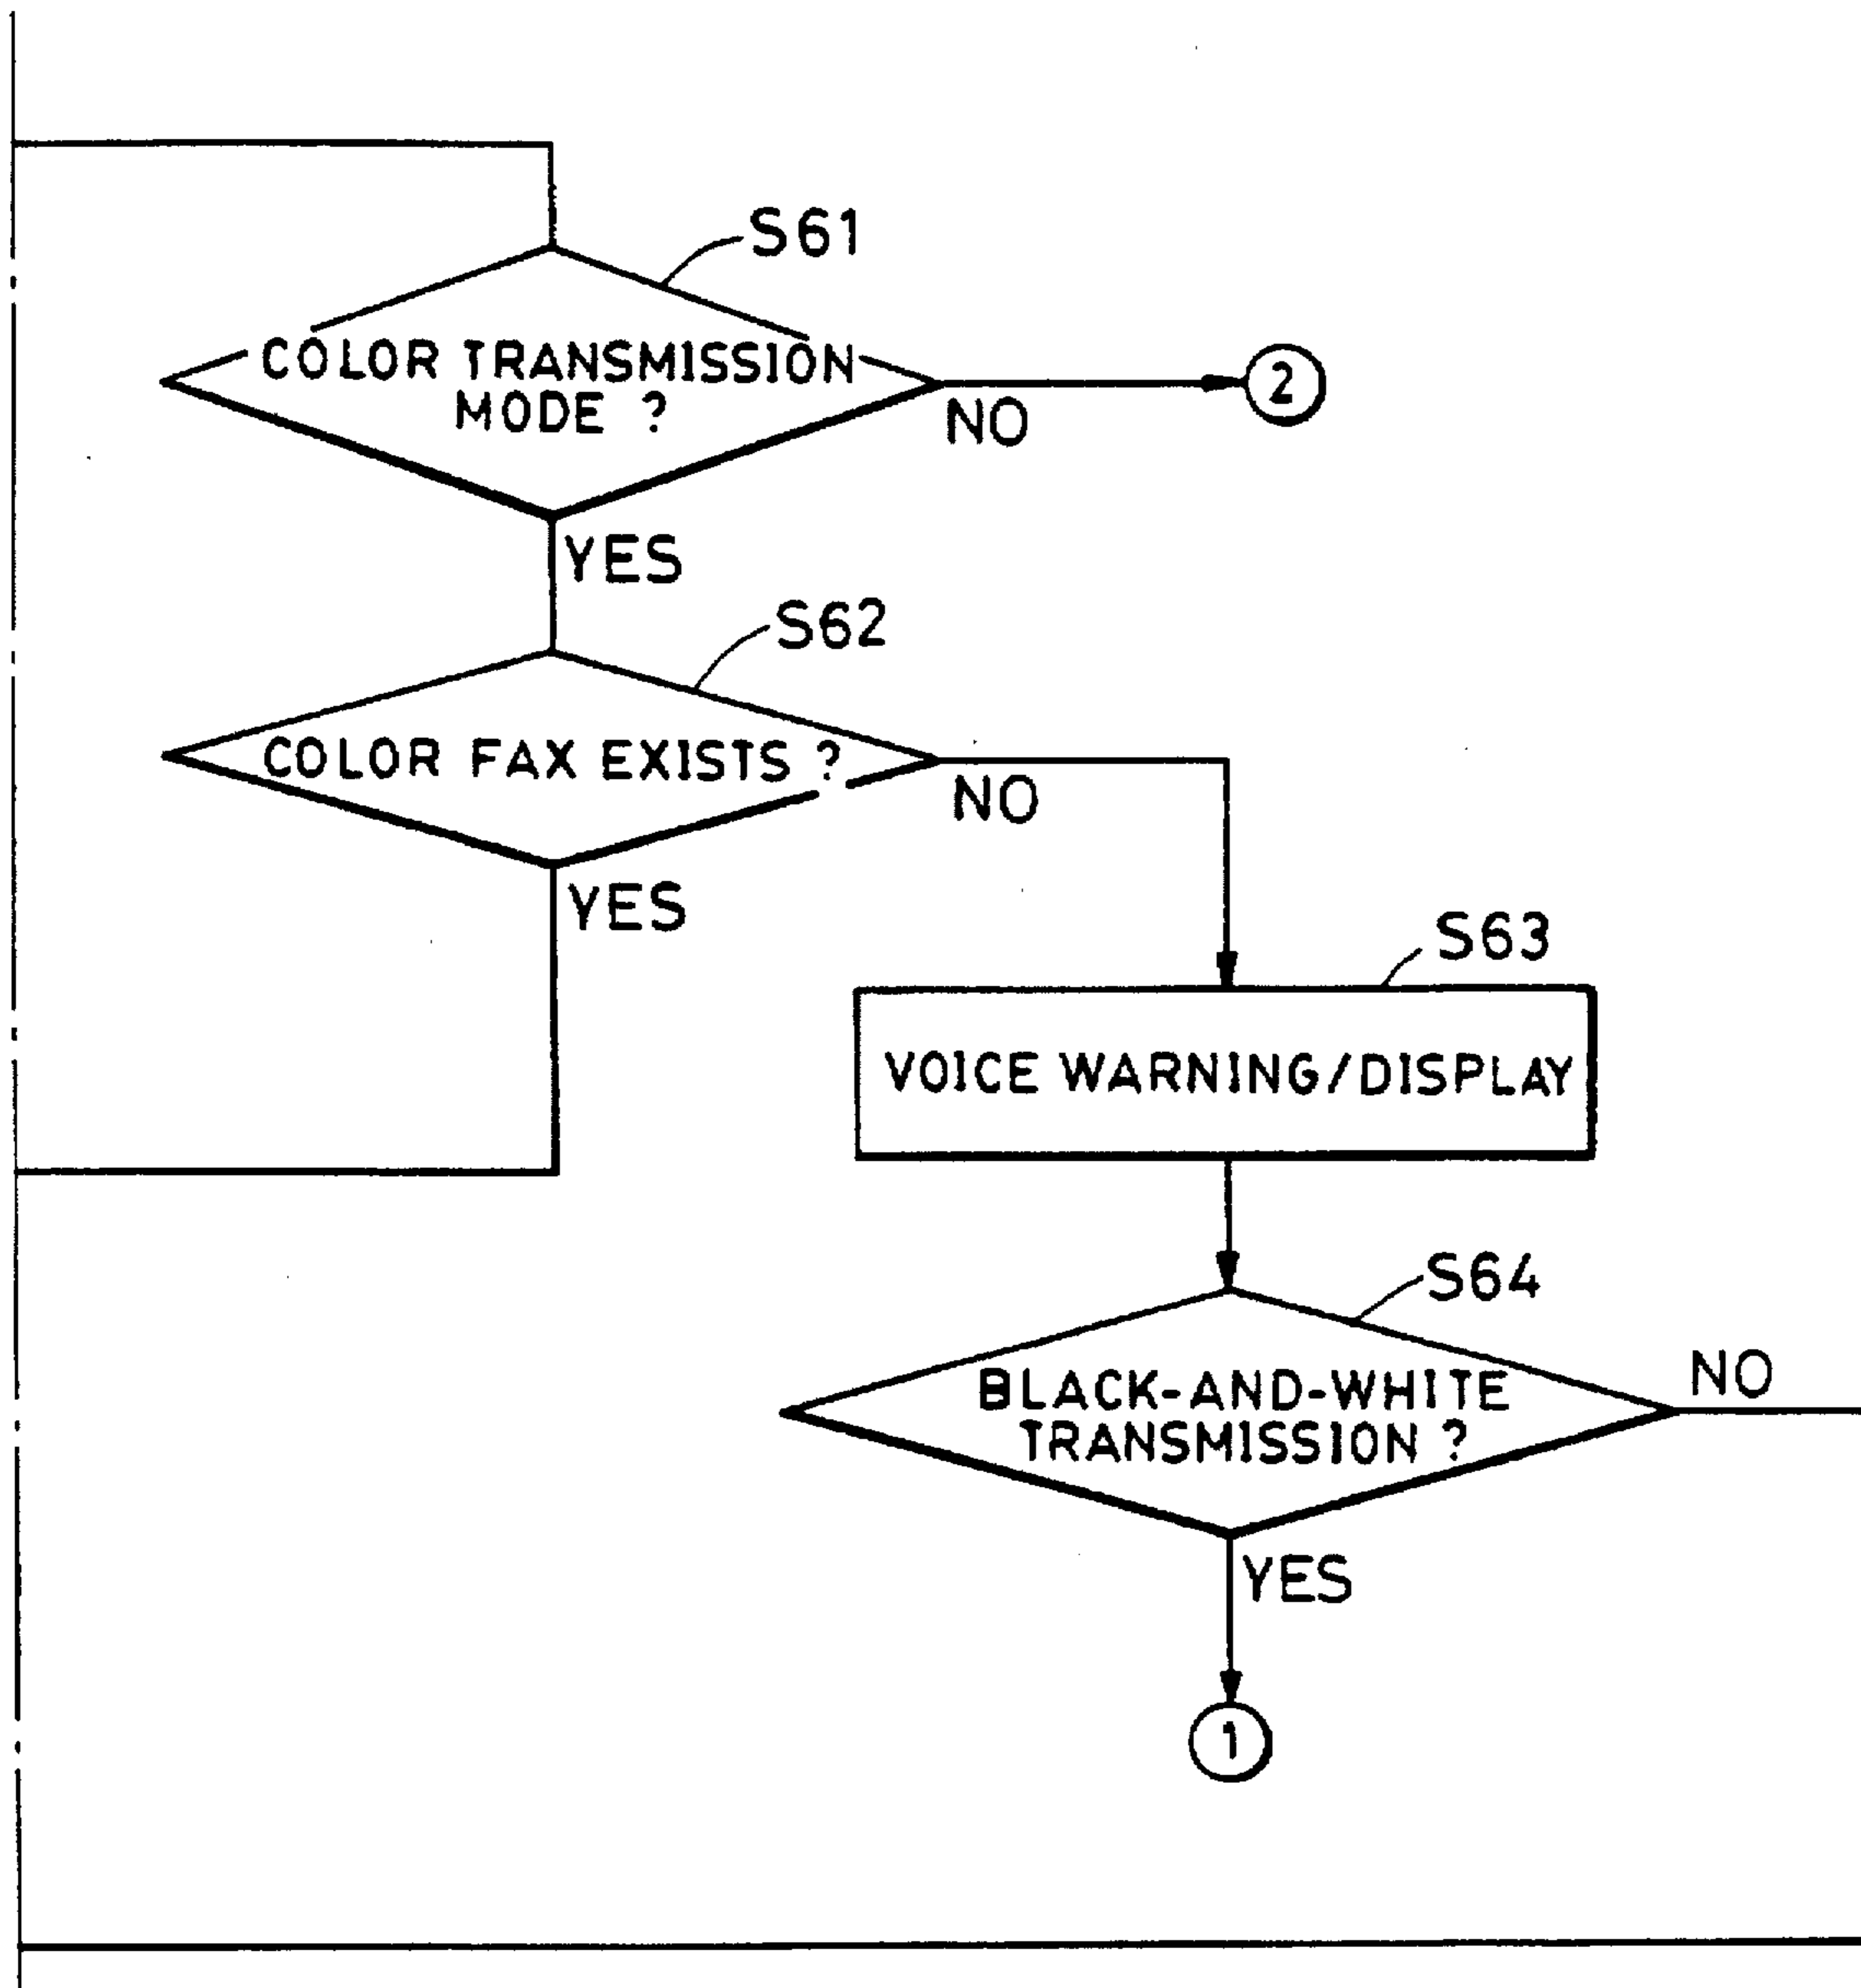 S61
COLOR TRANSMISSION
MODE ?
NO
2
YES
S62
COLOR FAX EXISTS ?
NO
YES
S63
VOICE WARNING/DISPLAY
S64
BLACK-AND-WHITE
TRANSMISSION ?
NO
YES
1